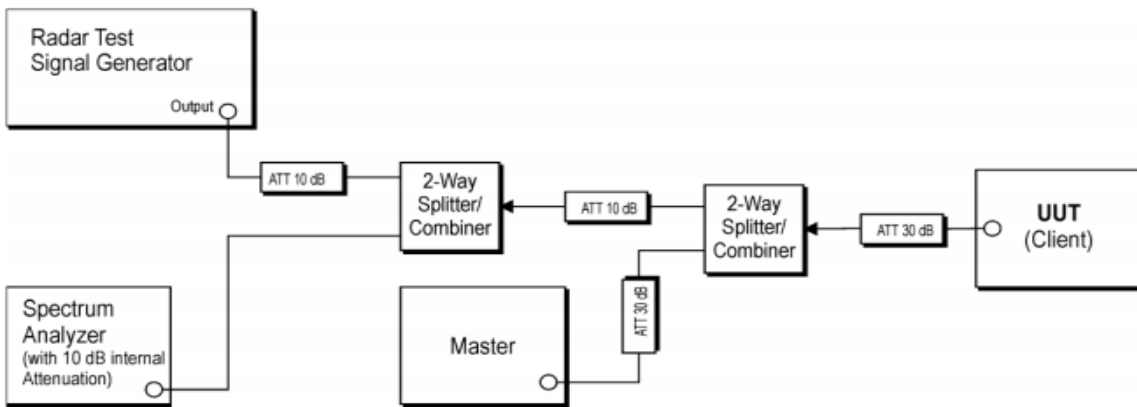 Radar Test
Signal Generator
Output
ATT 10 dB
2-Way
Splitter/
Combiner
ATT 10 dB
2-Way
Splitter/
Combiner
ATT 30 dB
UUT
(Client)
Spectrum
Analyzer
(with 10 dB internal
Attenuation)
Master
ATT 30 dB